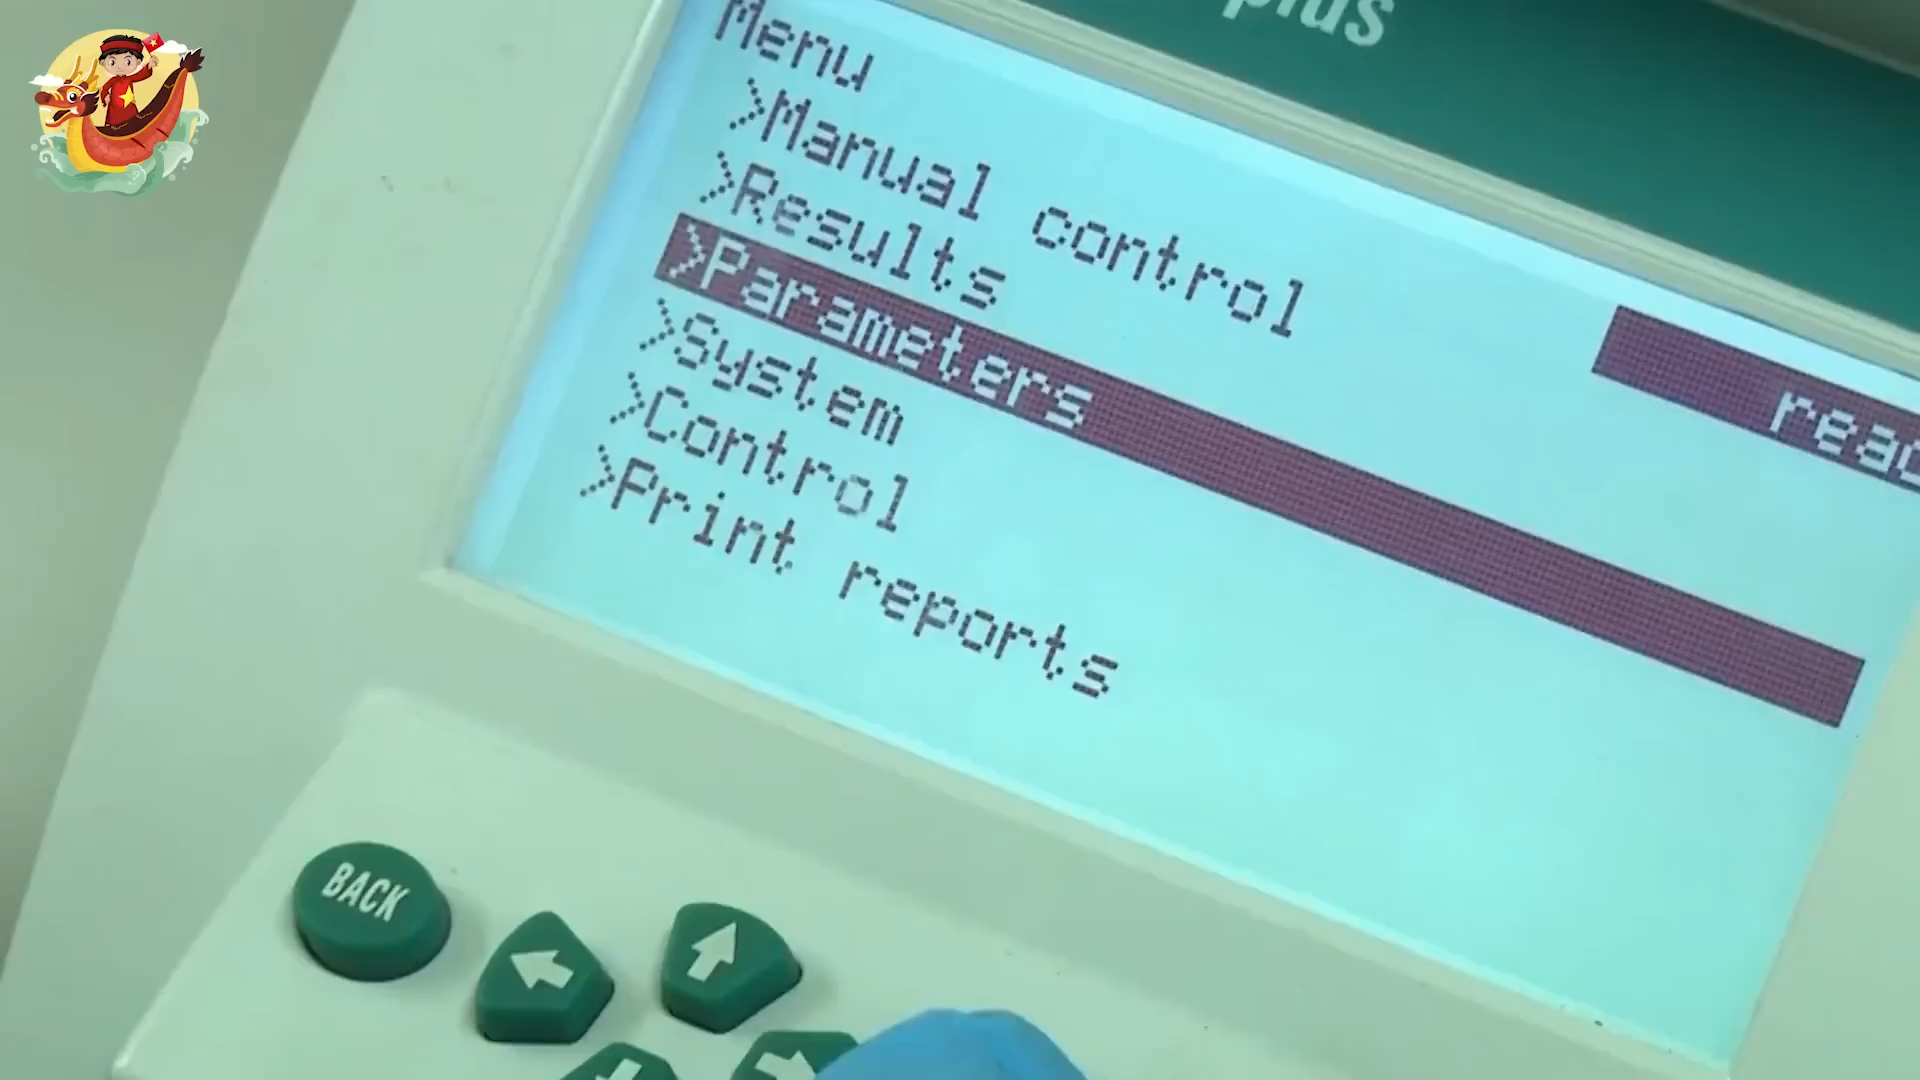 plus
Menu
>Manual control
>Results
>Parameters
>System
>Control
>Print reports
BACK